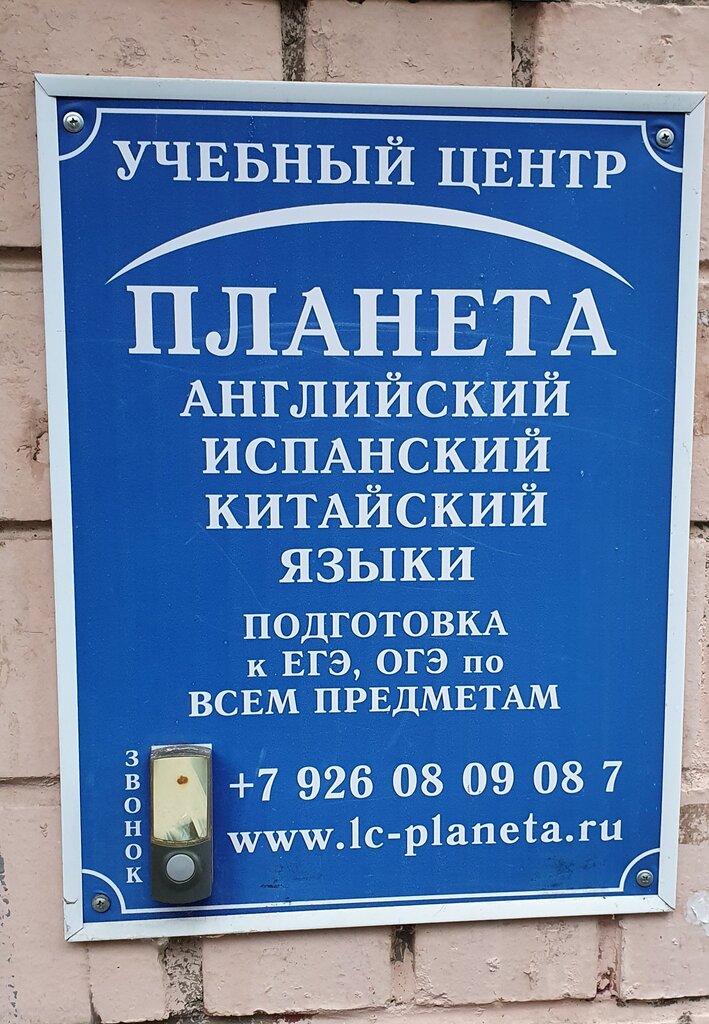 УЧЕБНЫЙ ЦЕНТР
ПЛАНЕТА
АНГЛИЙСКИЙ
ИСПАНСКИЙ
КИТАЙСКИЙ
ЯЗЫКИ
ПОДГОТОВКА
к ЕГЭ, ОГЭ по
ВСЕМ ПРЕДМЕТАМ
ЗВОНОК
+7 926 08 09 08 7
www.lc-planeta.ru